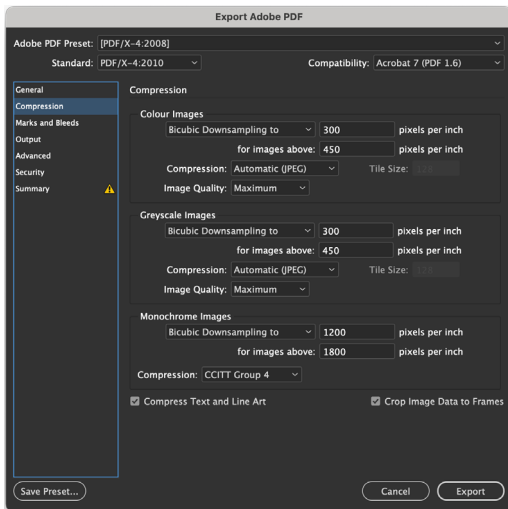 Export Adobe PDF
Adobe PDF Preset: [PDF/X-4:2008]
Standard: PDF/X-4:2010 Compatibility: Acrobat 7 (PDF 1.6)
General
Compression
Marks and Bleeds
Output
Advanced
Security
Summary
Compression
Colour Images
Bicubic Downsampling to 300 pixels per inch
for images above: 450 pixels per inch
Compression: Automatic (JPEG) Tile Size:
Image Quality: Maximum
Greyscale Images
Bicubic Downsampling to 300 pixels per inch
for images above: 450 pixels per inch
Compression: Automatic (JPEG) Tile Size:
Image Quality: Maximum
Monochrome Images
Bicubic Downsampling to 1200 pixels per inch
for images above: 1800 pixels per inch
Compression: CCITT Group 4
Compress Text and Line Art Crop Image Data to Frames
Save Preset... Cancel Export